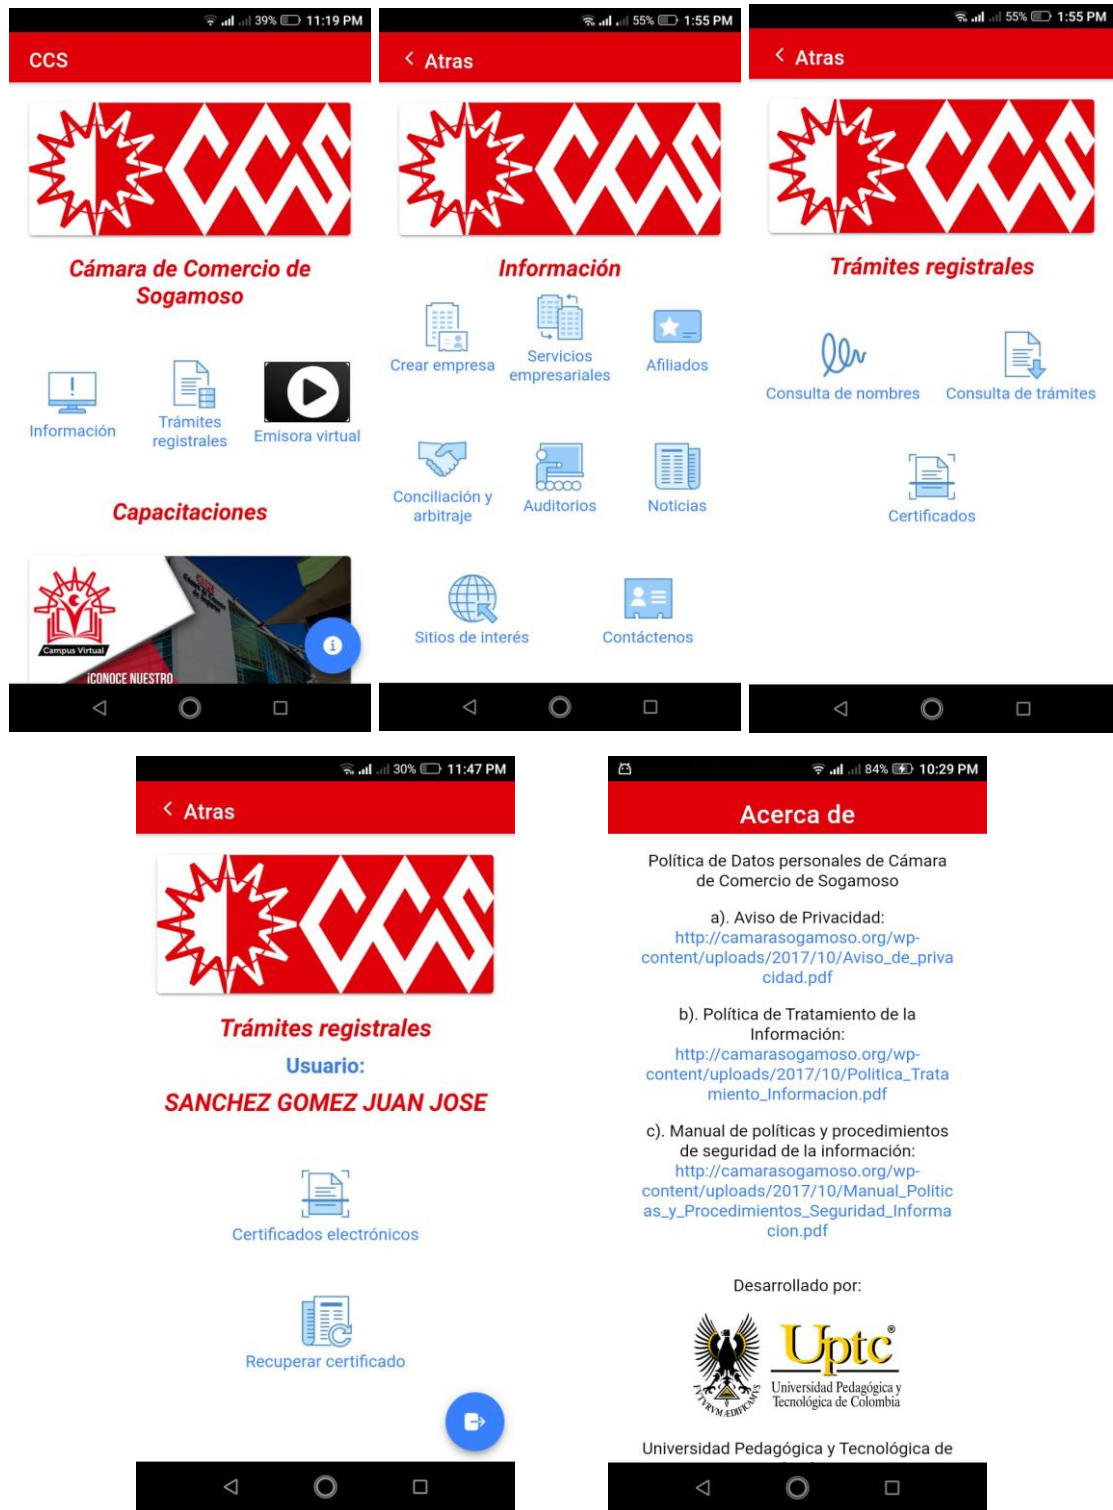 39% 11:19 PM
CCS
CCS
Cámara de Comercio de
Sogamoso
Información
Trámites
registrales
Emisora virtual
Capacitaciones
Campus Virtual
¡CONOCE NUESTRO
55% 1:55 PM
Atras
CCS
Información
Crear empresa
Servicios
empresariales
Afiliados
Conciliación y
arbitraje
Auditorios
Noticias
Sitios de interés
Contáctenos
55% 1:55 PM
Atras
CCS
Trámites registrales
Consulta de nombres
Consulta de trámites
Certificados
30% 11:47 PM
Atras
CCS
Trámites registrales
Usuario:
SANCHEZ GOMEZ JUAN JOSE
Certificados electrónicos
Recuperar certificado
84% 10:29 PM
Acerca de
Política de Datos personales de Cámara
de Comercio de Sogamoso
a). Aviso de Privacidad:
http://camarasogamoso.org/wp-
content/uploads/2017/10/Aviso_de_priva
cidad.pdf
b). Política de Tratamiento de la
Información:
http://camarasogamoso.org/wp-
content/uploads/2017/10/Politica_Trata
miento_Informacion.pdf
c). Manual de políticas y procedimientos
de seguridad de la información:
http://camarasogamoso.org/wp-
content/uploads/2017/10/Manual_Politic
as_y_Procedimientos_Seguridad_Informa
cion.pdf
Desarrollado por:
Uptc®
Universidad Pedagógica y
Tecnológica de Colombia
Universidad Pedagógica y Tecnológica de